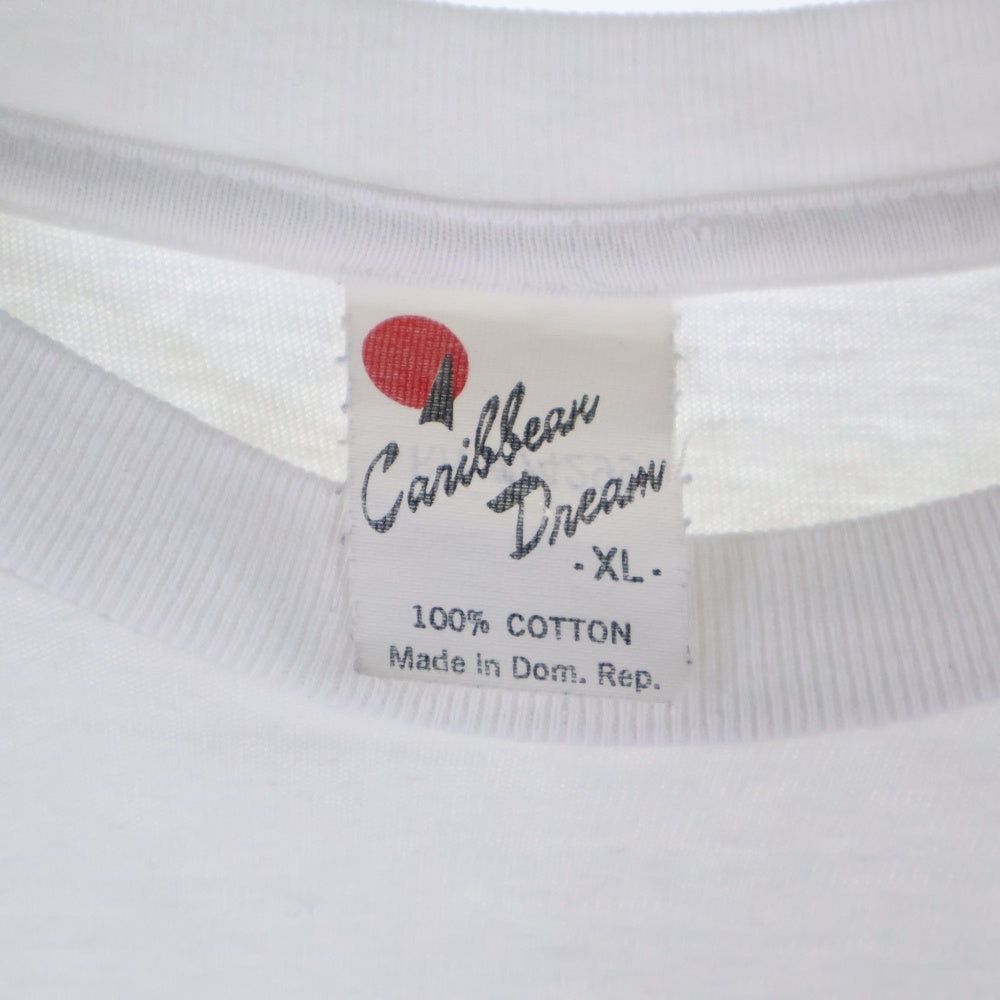 Caribbean
Dream
·XL·
100% COTTON
Made in Dom. Rep.